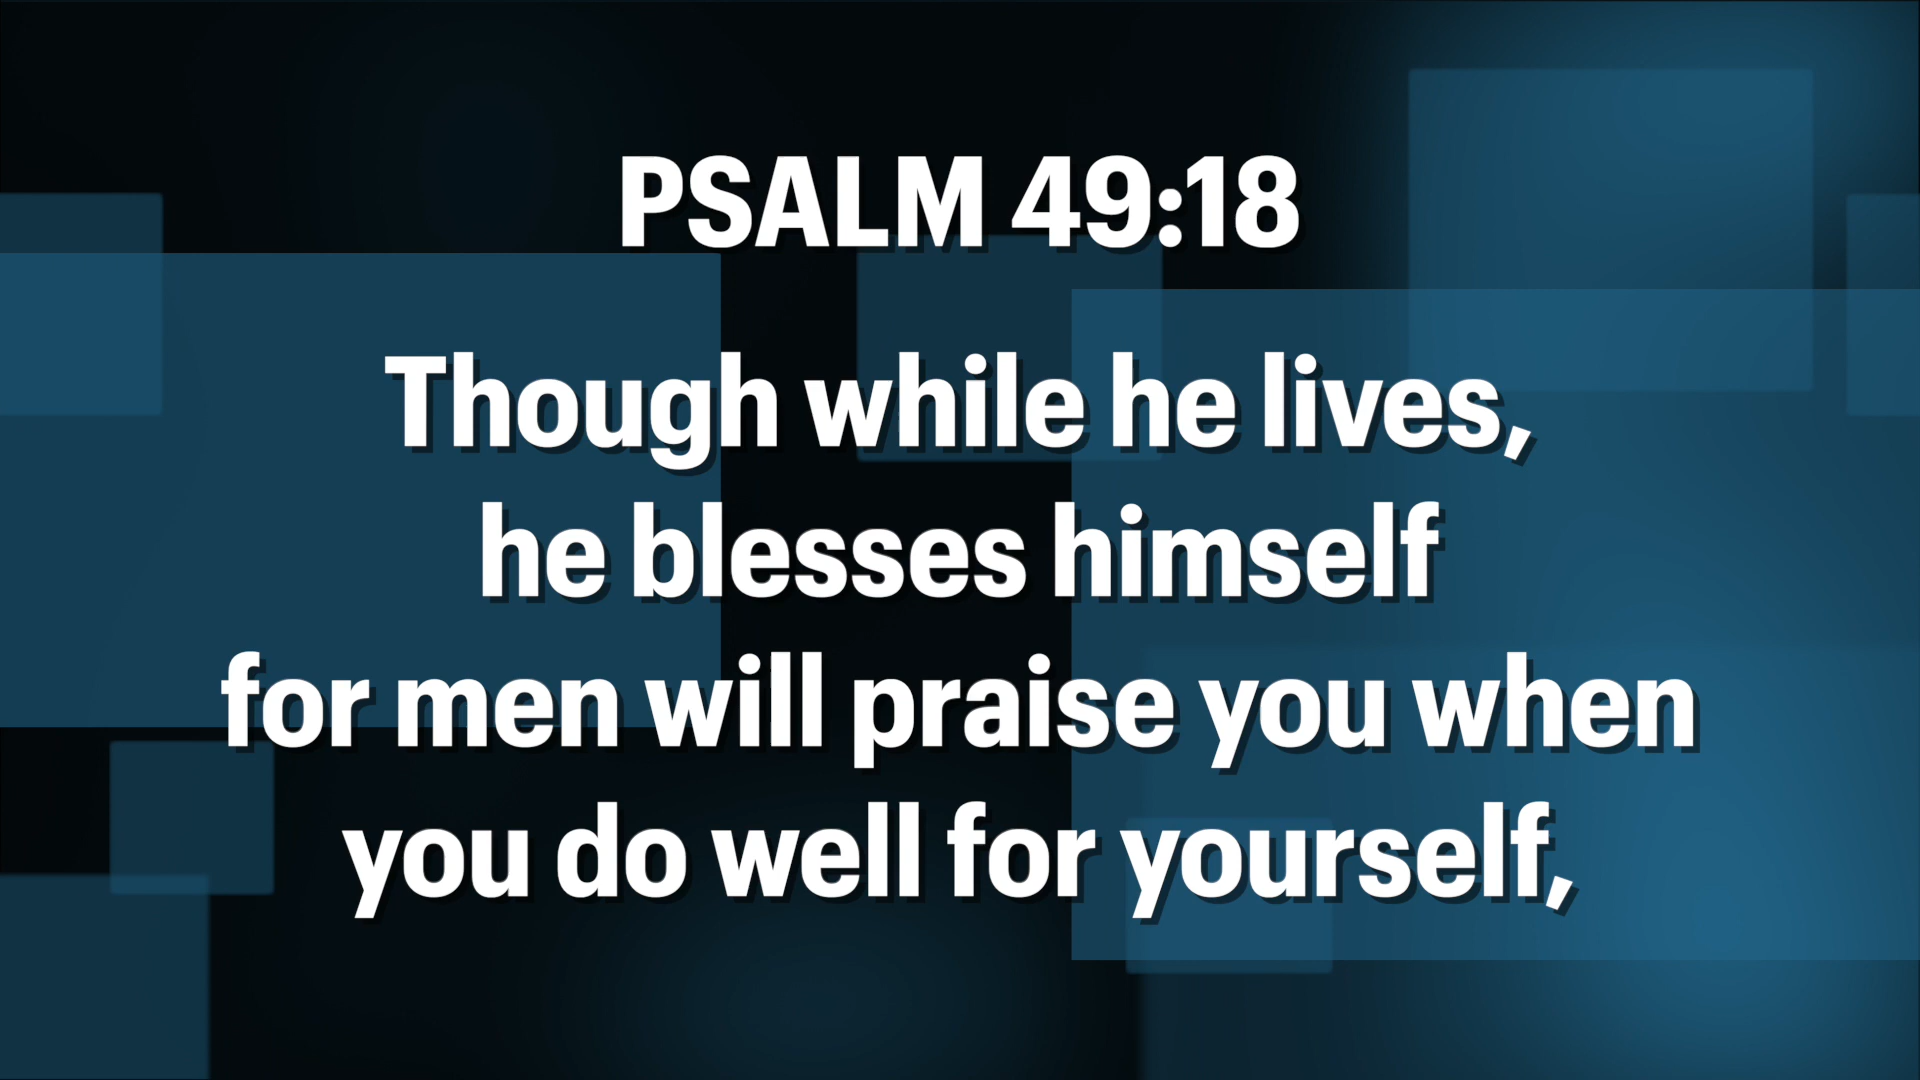 PSALM 49:18
Though while he lives,
he blesses himself
for men will praise you when
you do well for yourself,